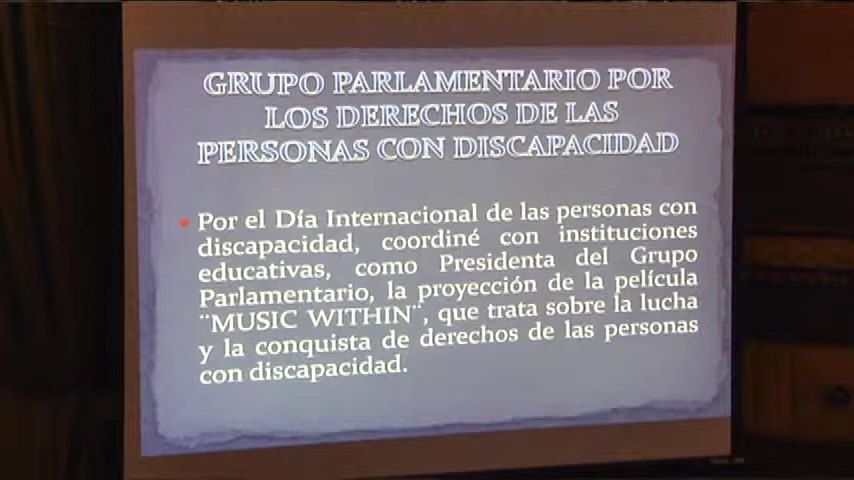 GRUPO PARLAMENTARIO POR
LOS DERECHOS DE LAS
PERSONAS CON DISCAPACIDAD
Por el Día Internacional de las personas con
discapacidad, coordiné con instituciones
educativas, como Presidenta del Grupo
Parlamentario, la proyección de la película
¨MUSIC WITHIN¨, que trata sobre la lucha
y la conquista de derechos de las personas
con discapacidad.